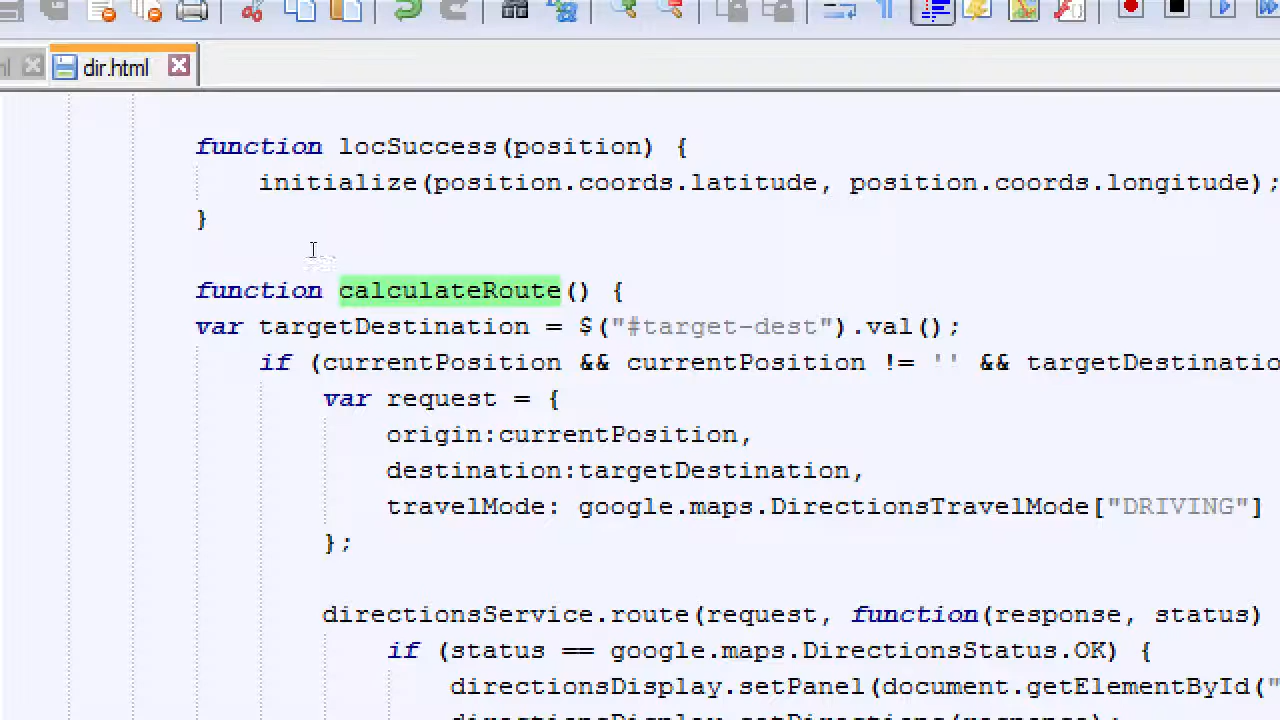 dir.html
function locSuccess(position) {
initialize(position.coords.latitude, position.coords.longitude);
}
function calculateRoute() {
var targetDestination = $("#target-dest").val();
if (currentPosition && currentPosition != '' && targetDestinatio
var request = {
origin:currentPosition,
destination:targetDestination,
travelMode: google.maps.DirectionsTravelMode["DRIVING"]
};
directionsService.route(request, function(response, status)
if (status == google.maps.DirectionsStatus.OK) {
directionsDisplay.setPanel(document.getElementById("